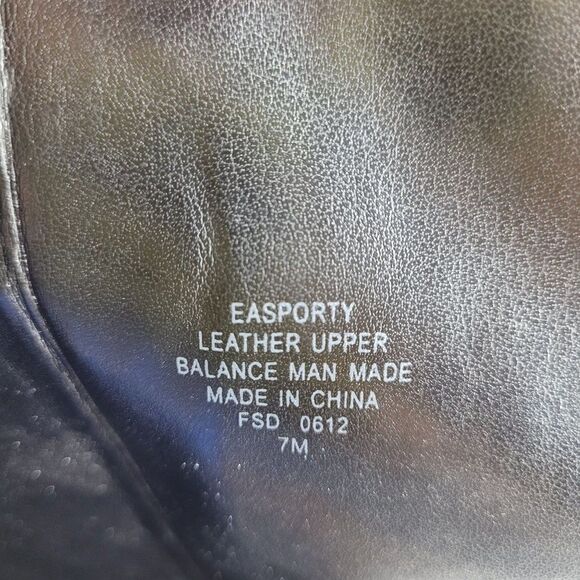 EASPORTY
LEATHER UPPER
BALANCE MAN MADE
MADE IN CHINA
FSD 0612
7M